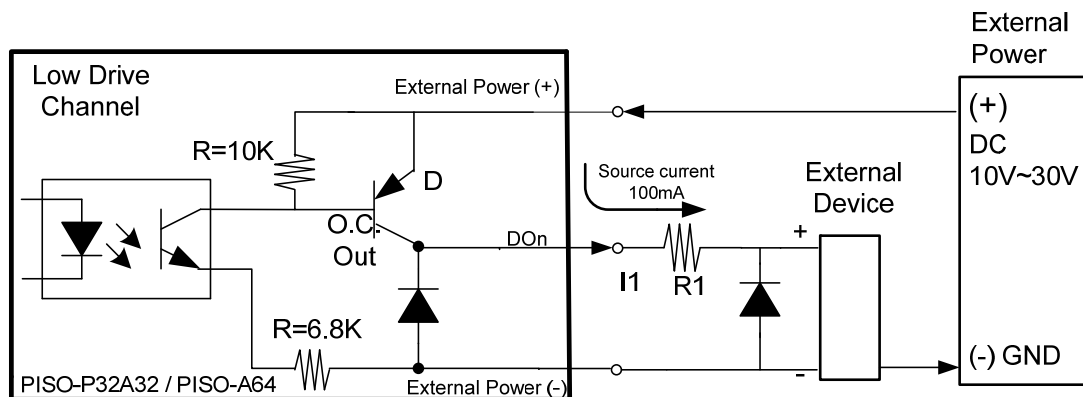 Low Drive
Channel
External Power (+)
R=10K
D
O.C.
Out
DOn
R=6.8K
PISO-P32A32 / PISO-A64
External Power (-)
Source current
100mA
I1
R1
+
-
External
Device
External
Power
(+)
DC
10V~30V
(-) GND